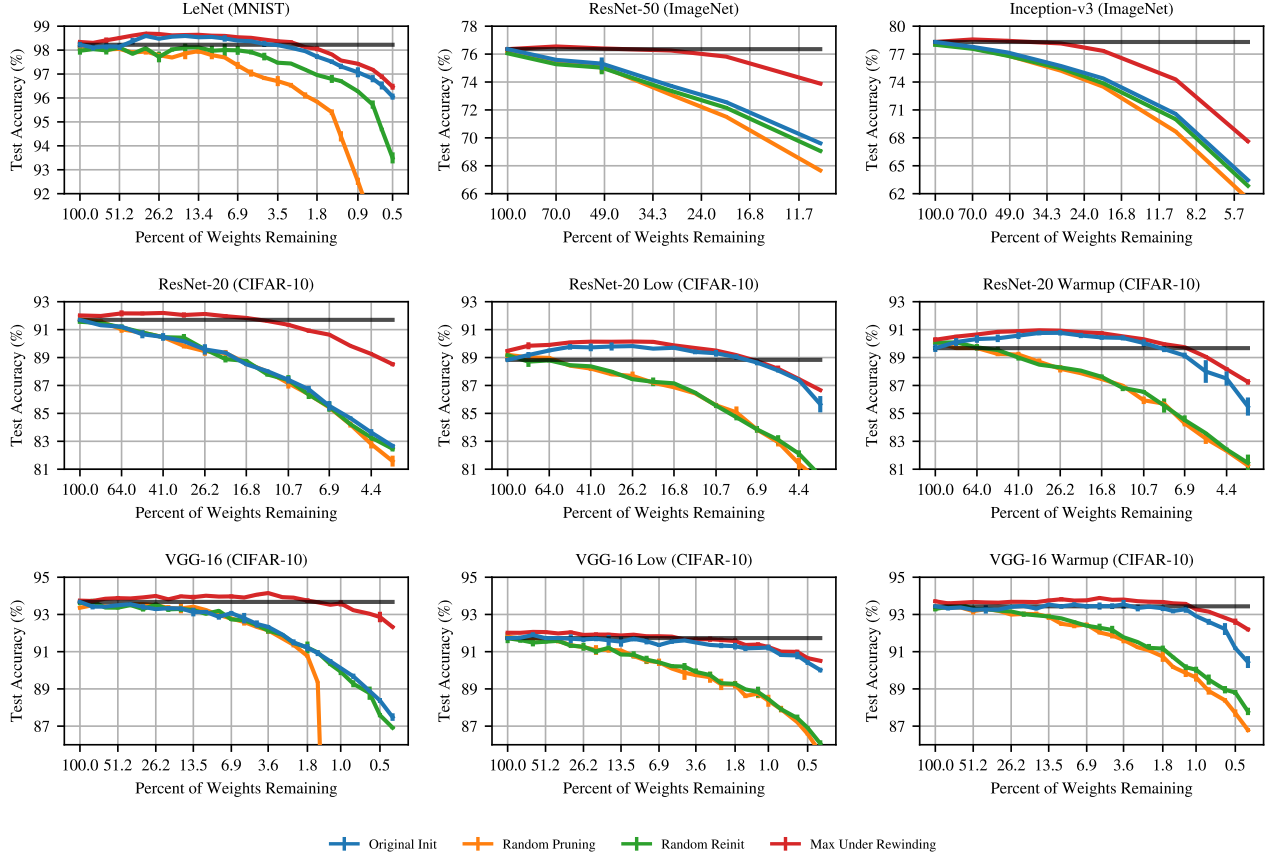 LeNet (MNIST)
99
98
97
96
95
94
93
92
Test Accuracy (%)
100.0 51.2 26.2 13.4 6.9 3.5 1.8 0.9 0.5
Percent of Weights Remaining
ResNet-50 (ImageNet)
78
76
74
72
70
68
66
Test Accuracy (%)
100.0 70.0 49.0 34.3 24.0 16.8 11.7
Percent of Weights Remaining
Inception-v3 (ImageNet)
80
77
74
71
68
65
62
Test Accuracy (%)
100.0 70.0 49.0 34.3 24.0 16.8 11.7 8.2 5.7
Percent of Weights Remaining
ResNet-20 (CIFAR-10)
93
91
89
87
85
83
81
Test Accuracy (%)
100.0 64.0 41.0 26.2 16.8 10.7 6.9 4.4
Percent of Weights Remaining
ResNet-20 Low (CIFAR-10)
93
91
89
87
85
83
81
Test Accuracy (%)
100.0 64.0 41.0 26.2 16.8 10.7 6.9 4.4
Percent of Weights Remaining
ResNet-20 Warmup (CIFAR-10)
93
91
89
87
85
83
81
Test Accuracy (%)
100.0 64.0 41.0 26.2 16.8 10.7 6.9 4.4
Percent of Weights Remaining
VGG-16 (CIFAR-10)
95
93
91
89
87
Test Accuracy (%)
100.0 51.2 26.2 13.5 6.9 3.6 1.8 1.0 0.5
Percent of Weights Remaining
VGG-16 Low (CIFAR-10)
95
93
91
89
87
Test Accuracy (%)
100.0 51.2 26.2 13.5 6.9 3.6 1.8 1.0 0.5
Percent of Weights Remaining
VGG-16 Warmup (CIFAR-10)
95
93
91
89
87
Test Accuracy (%)
100.0 51.2 26.2 13.5 6.9 3.6 1.8 1.0 0.5
Percent of Weights Remaining
Original Init Random Pruning Random Reinit Max Under Rewinding